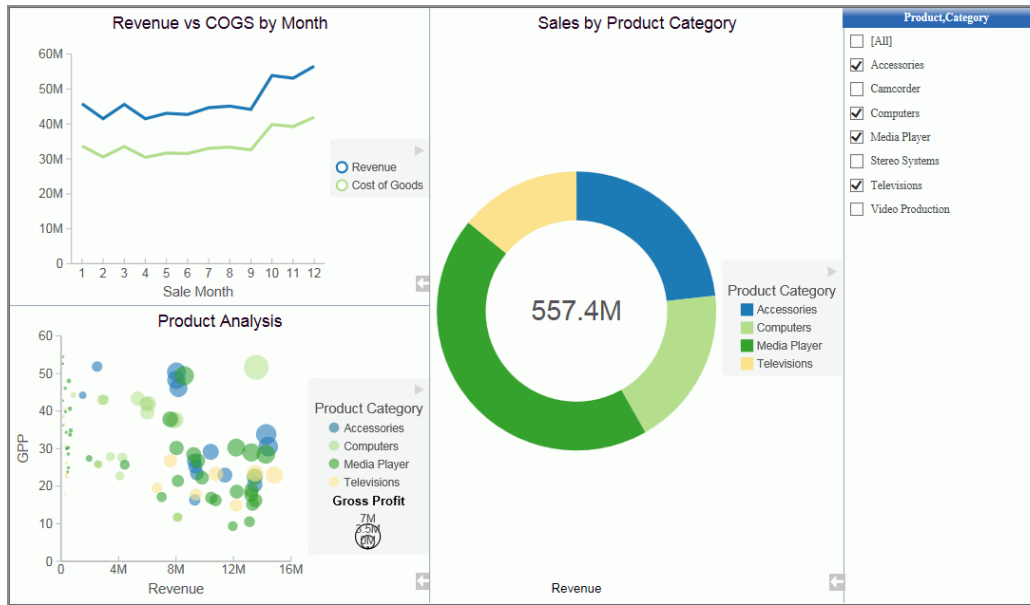 Revenue vs COGS by Month
60M
50M
40M
30M
20M
10M
0
1 2 3 4 5 6 7 8 9 10 11 12
Sale Month
Revenue
Cost of Goods
Product Analysis
60
50
40
30
20
10
0
GPP
0 4M 8M 12M 16M
Revenue
Product Category
Accessories
Computers
Media Player
Televisions
Gross Profit
7M
3.5M
0M
Sales by Product Category
557.4M
Product Category
Accessories
Computers
Media Player
Televisions
Revenue
Product,Category
[All]
Accessories
Camcorder
Computers
Media Player
Stereo Systems
Televisions
Video Production